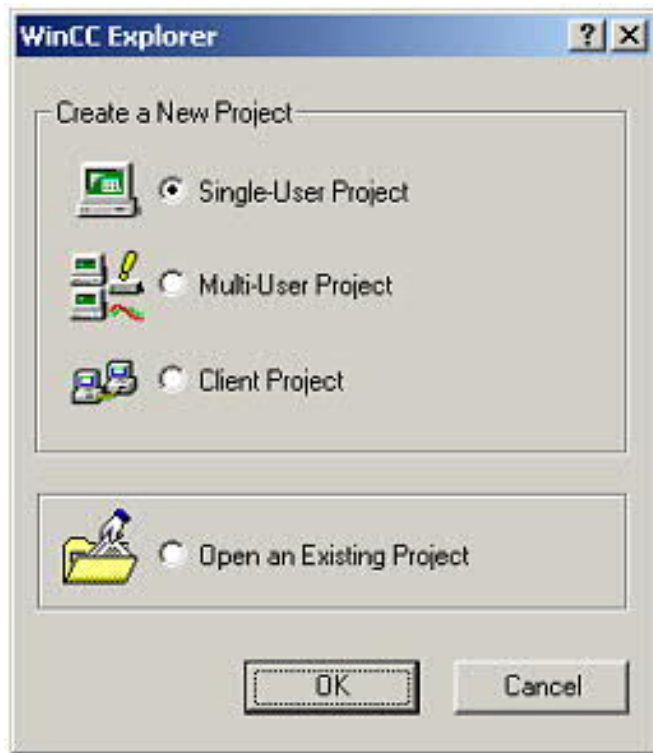 WinCC Explorer
Create a New Project
Single-User Project
Multi-User Project
Client Project
Open an Existing Project
OK
Cancel